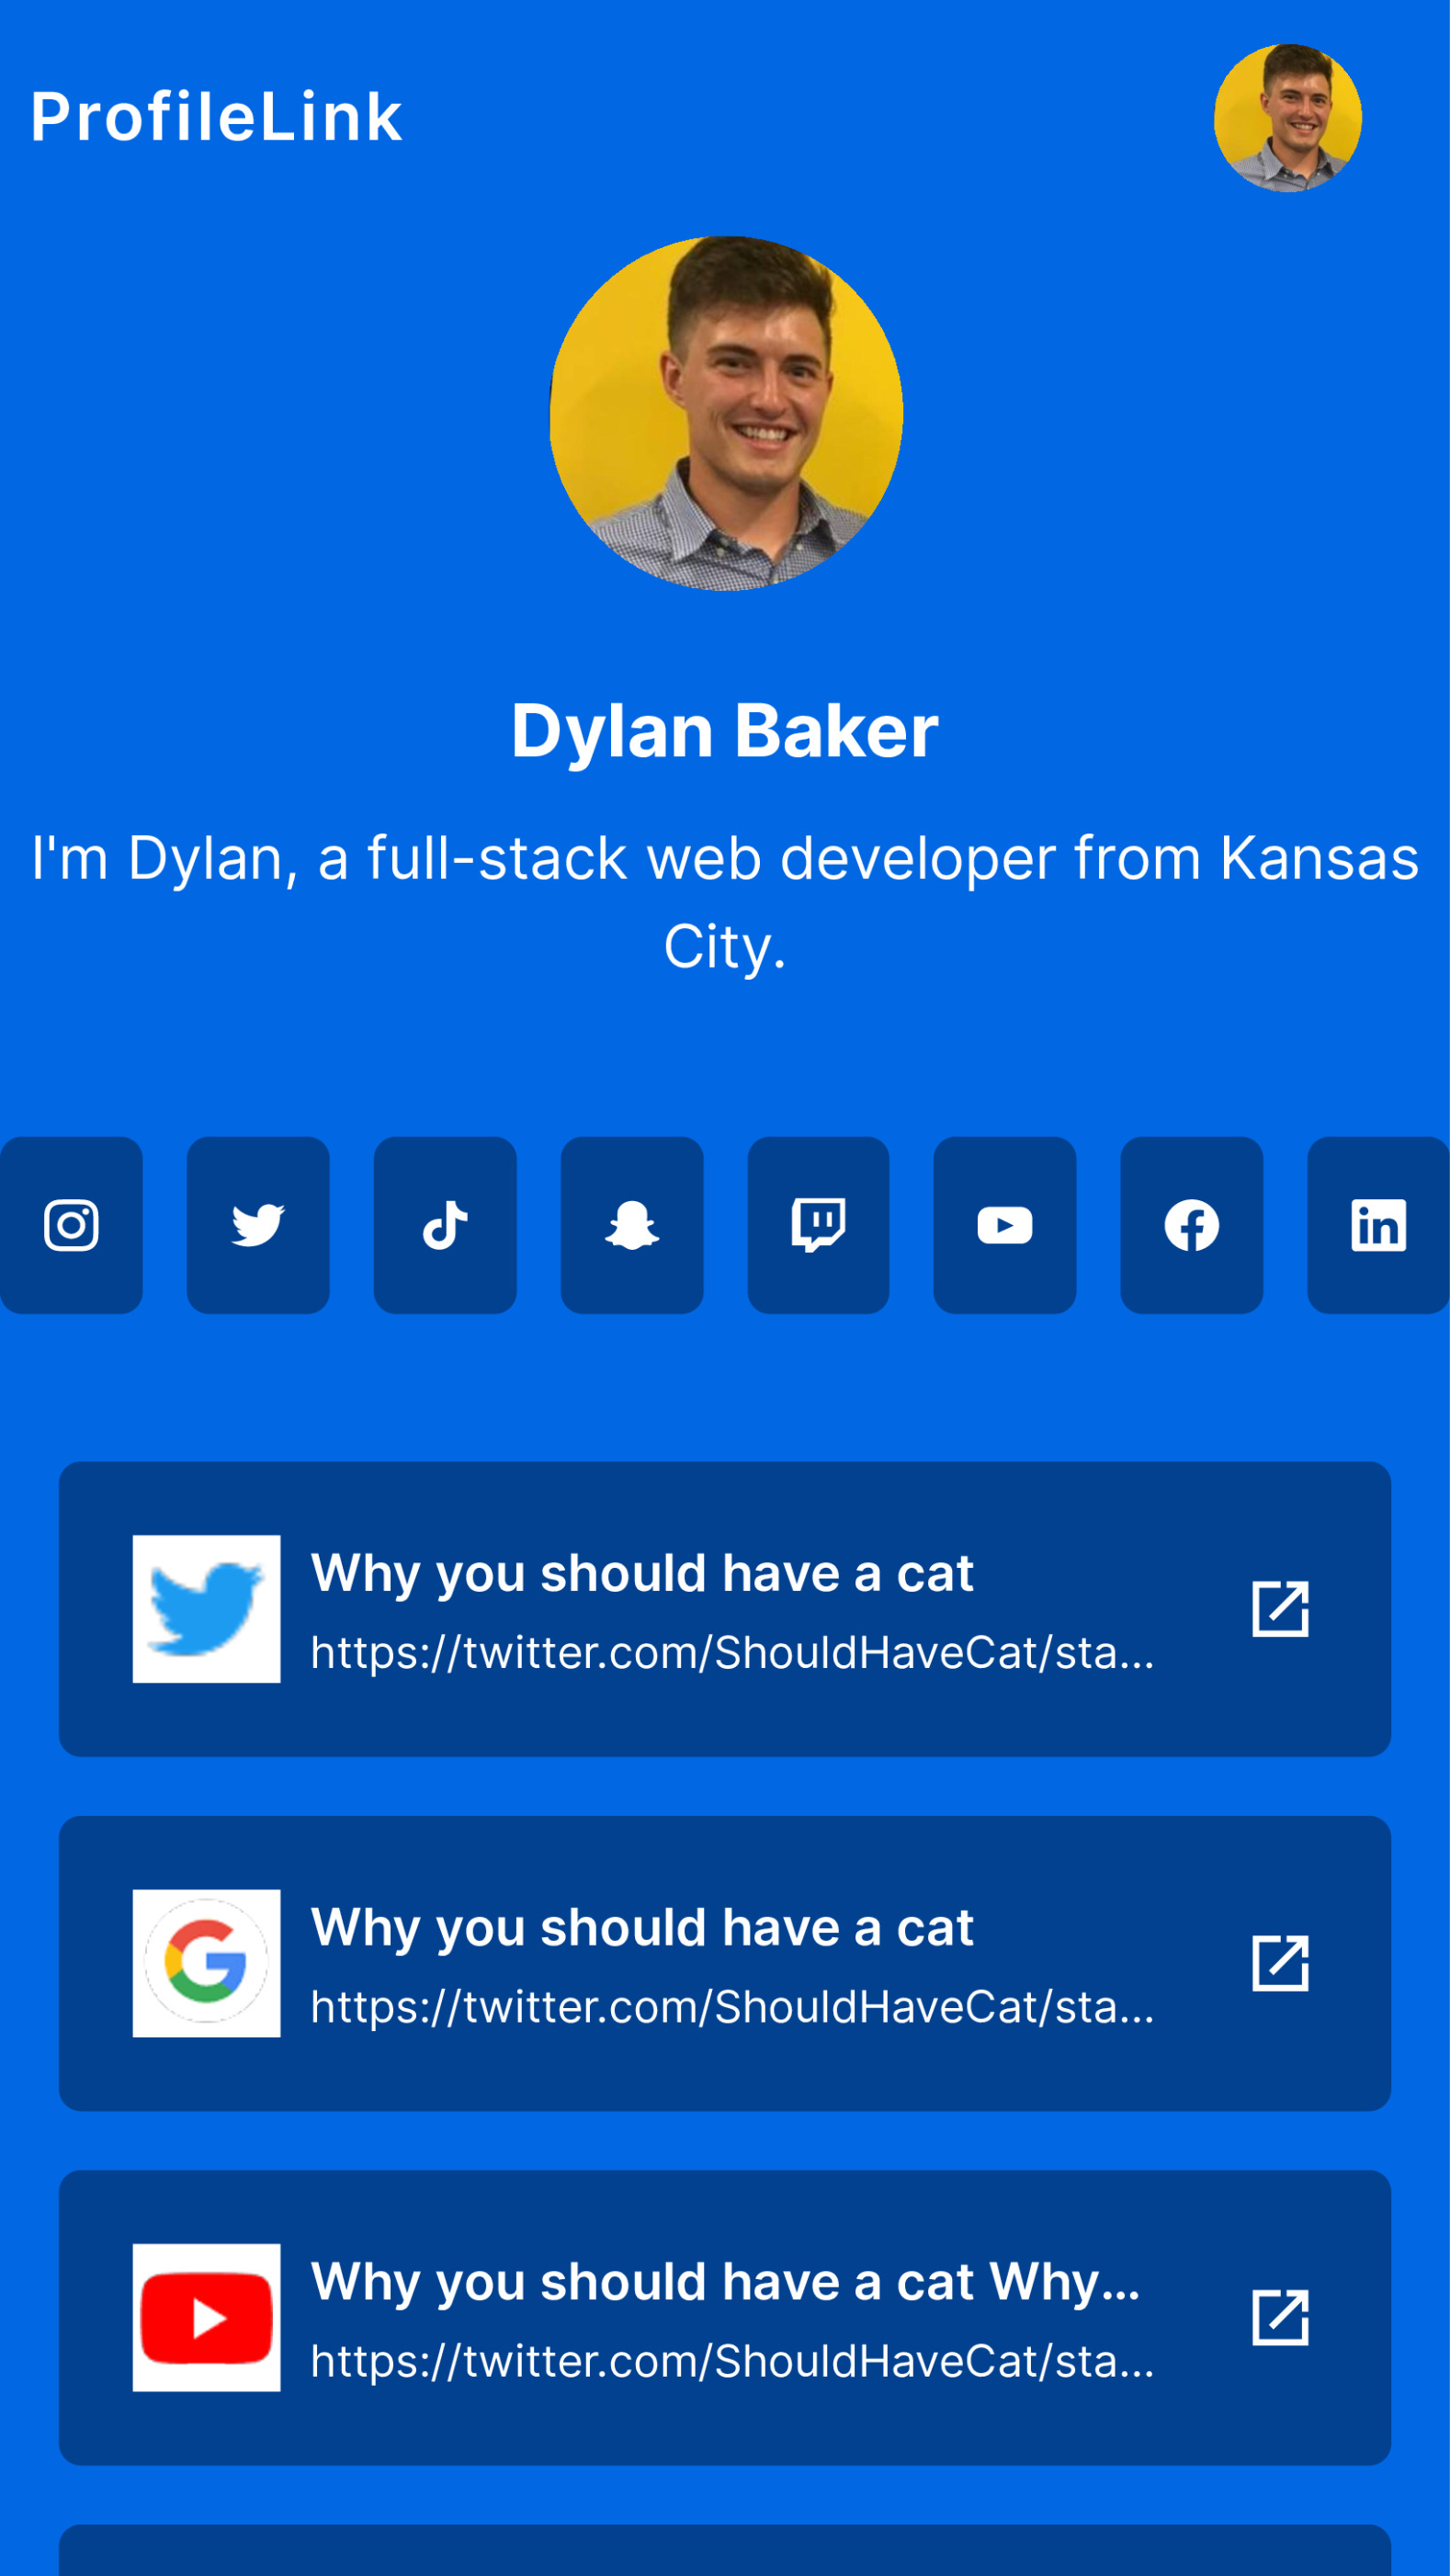 ProfileLink
Dylan Baker
I'm Dylan, a full-stack web developer from Kansas
City.
Why you should have a cat
https://twitter.com/ShouldHaveCat/sta...
Why you should have a cat
https://twitter.com/ShouldHaveCat/sta...
Why you should have a cat Why...
https://twitter.com/ShouldHaveCat/sta...